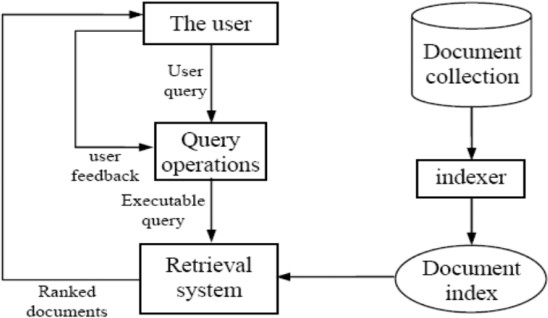 The user
User
query
user
feedback
Query
operations
Executable
query
Retrieval
system
Ranked
documents
Document
collection
indexer
Document
index